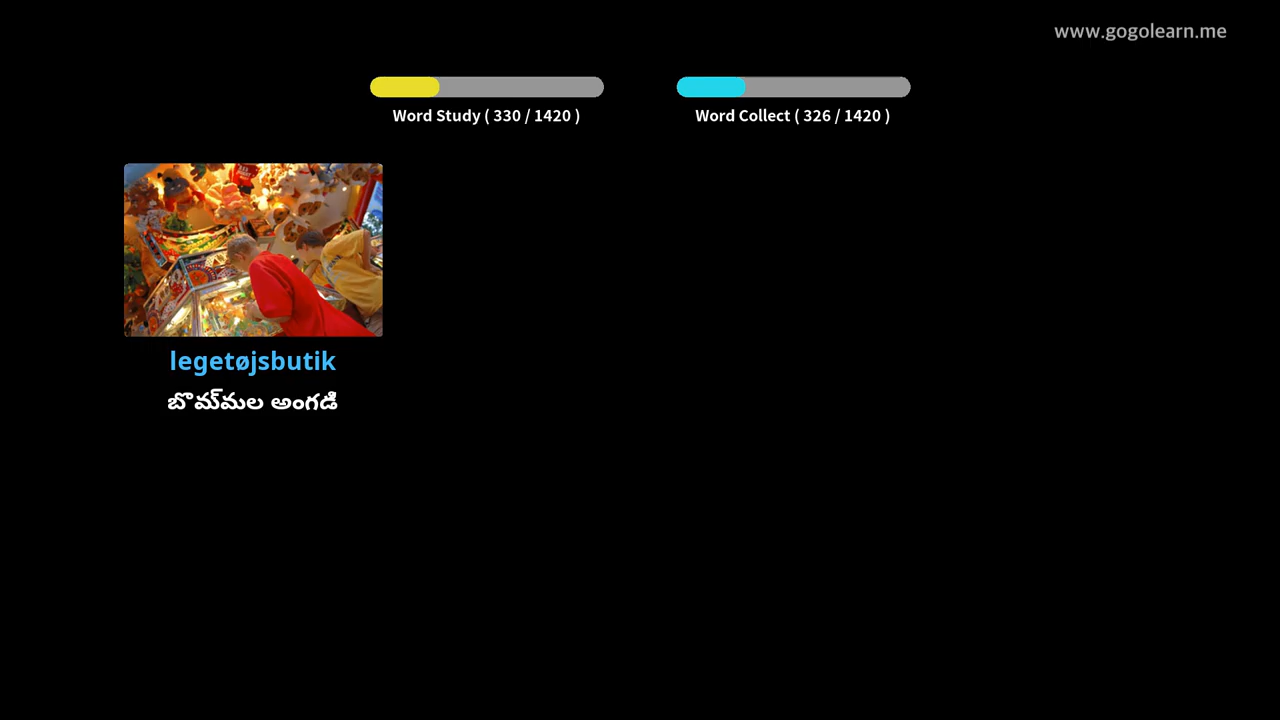 www.gogolearn.me
Word Study ( 330 / 1420 )
Word Collect ( 326 / 1420 )
legetøjsbutik
బొమ్మల అంగడి